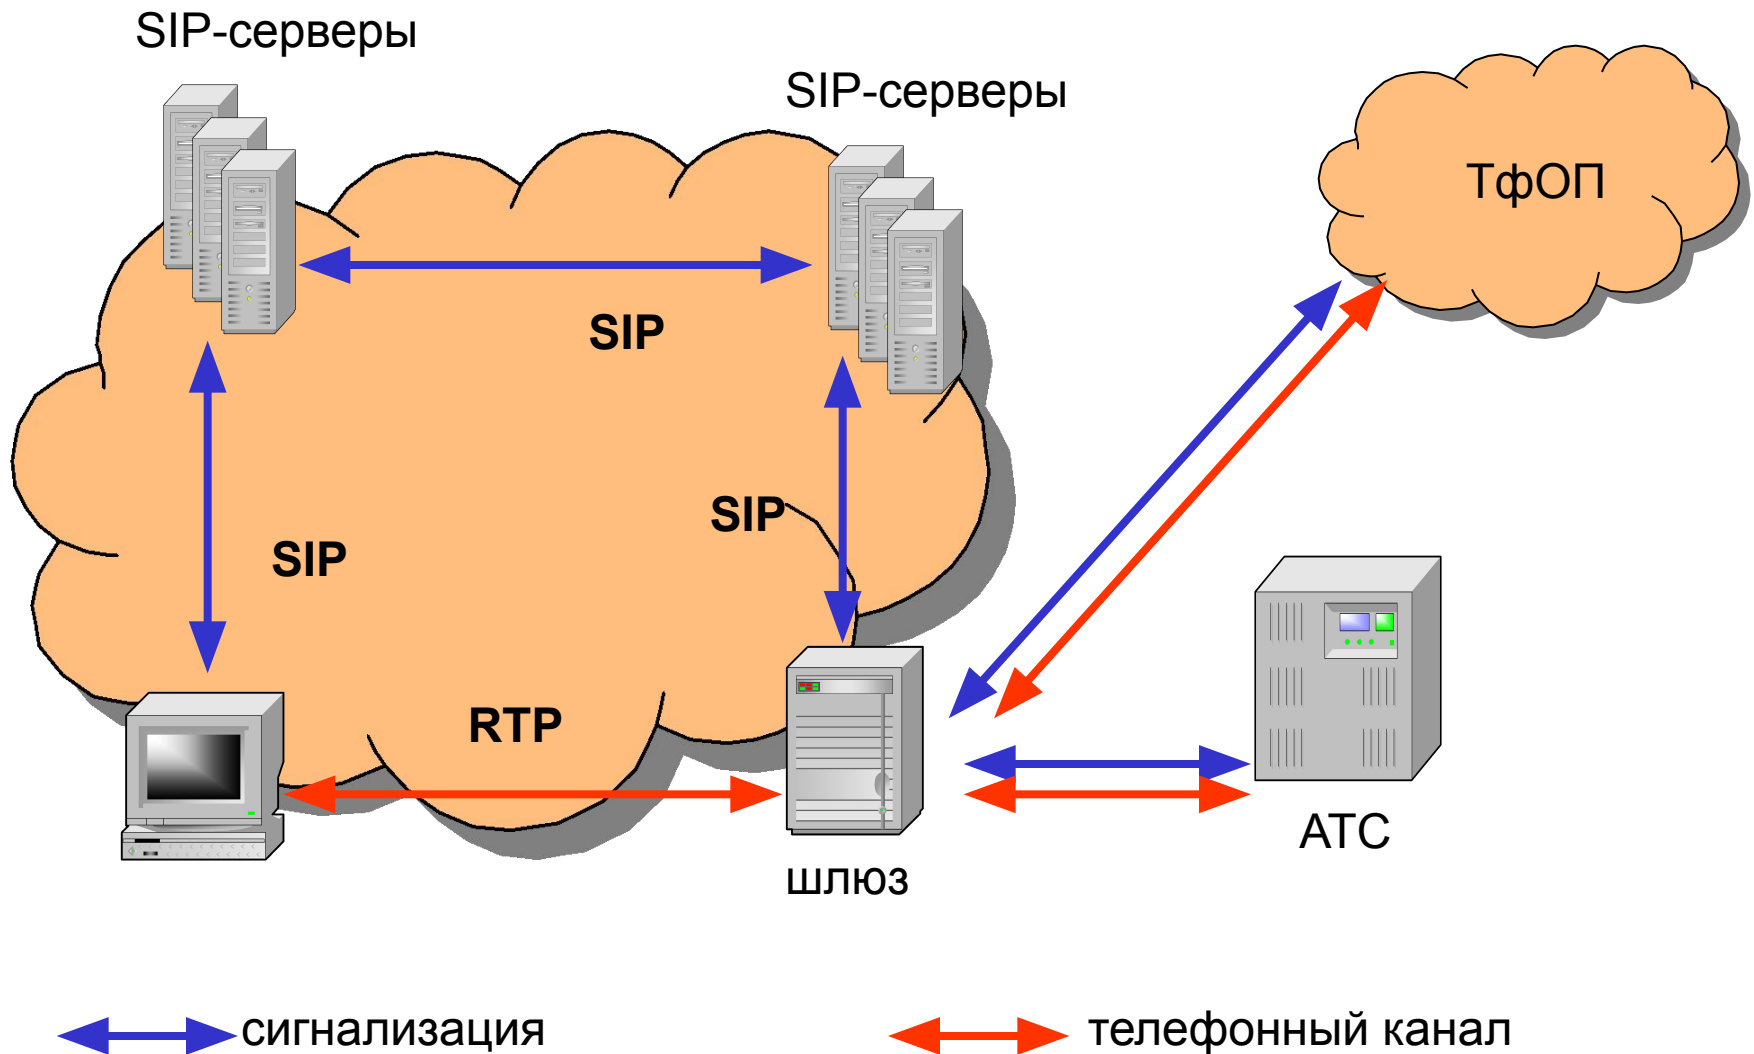 SIP-серверы
SIP-серверы
ТфОП
SIP
SIP
SIP
RTP
АТС
шлюз
сигнализация
телефонный канал